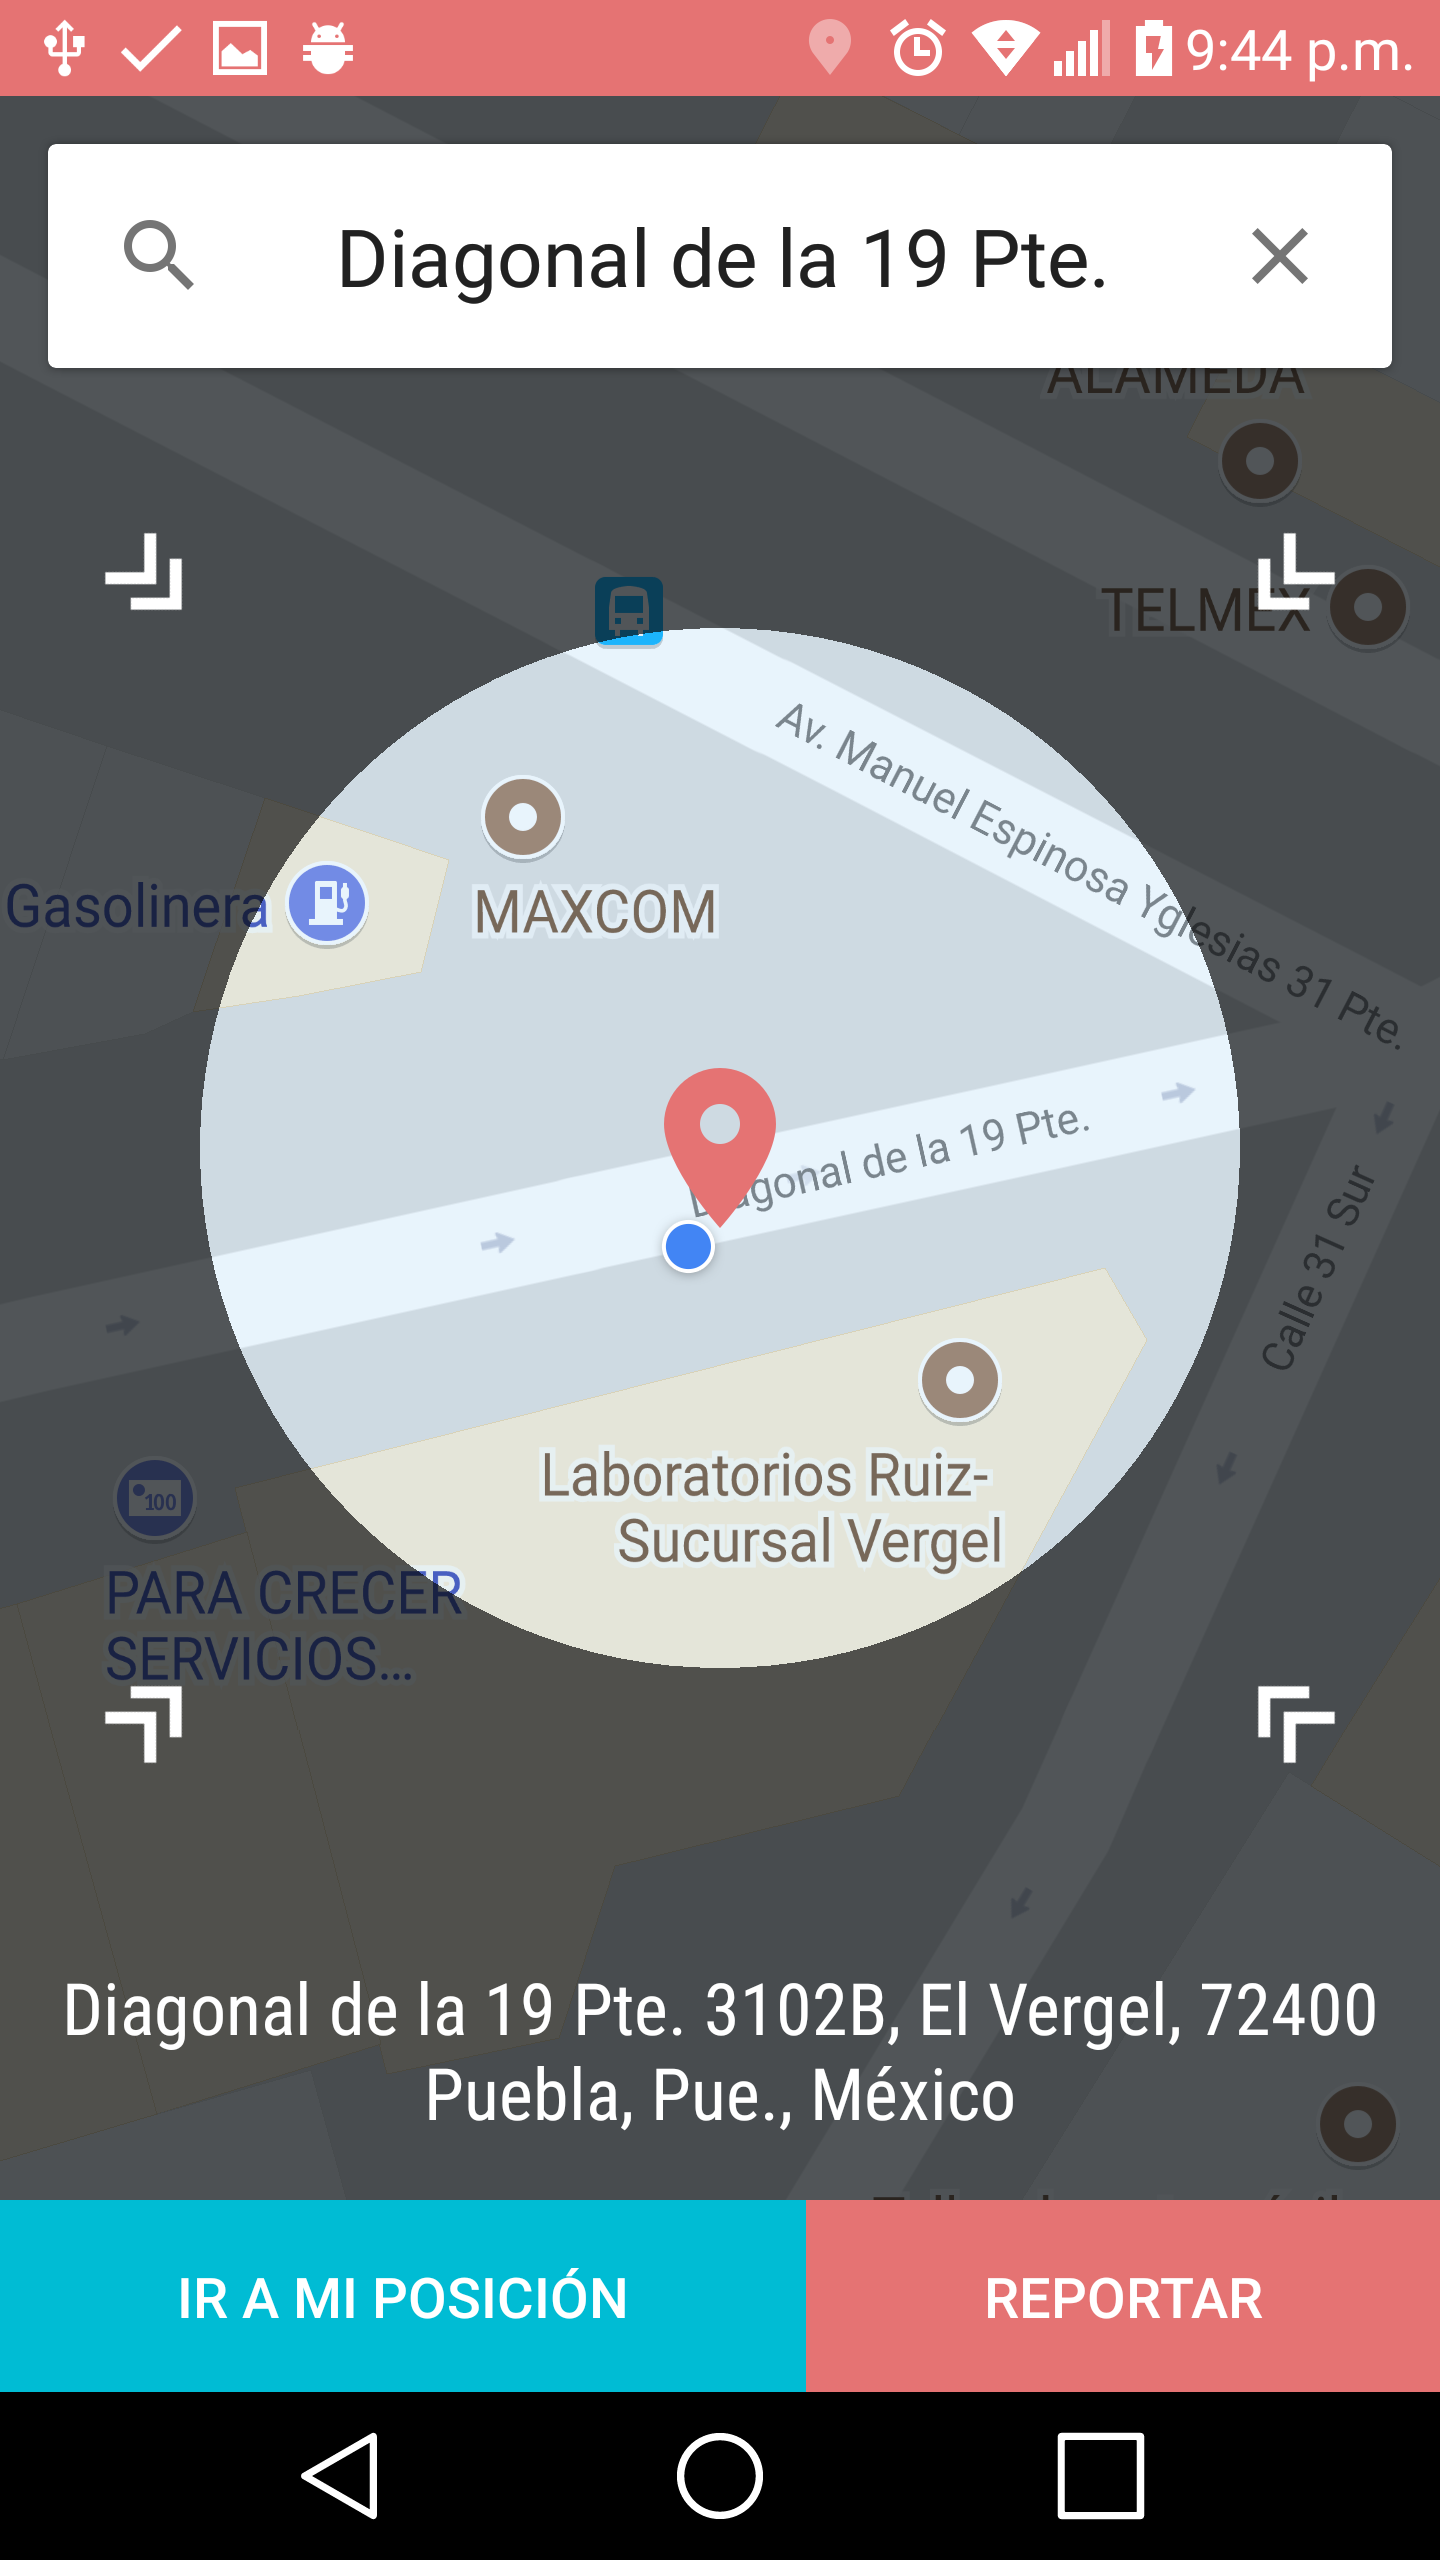 9:44 p.m.
Diagonal de la 19 Pte.
ALAMEDA
TELMEX
Av. Manuel Espinosa Yglesias 31 Pte.
Gasolinera
MAXCOM
Diagonal de la 19 Pte.
Calle 31 Sur
Laboratorios Ruiz-
Sucursal Vergel
100
PARA CRECER
SERVICIOS...
Diagonal de la 19 Pte. 3102B, El Vergel, 72400
Puebla, Pue., México
IR A MI POSICIÓN
REPORTAR